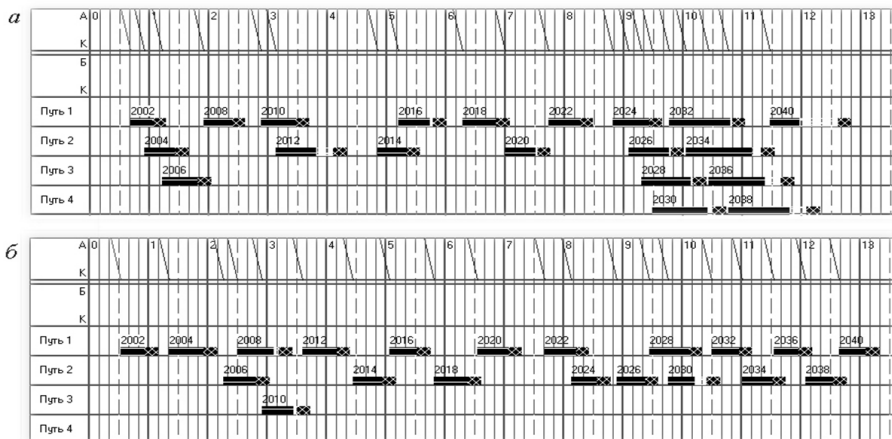 а
А 0 1 2 3 4 5 6 7 8 9 10 11 12 13
К
Б
К
Путь 1 2002 2008 2010 2016 2018 2022 2024 2032 2040
Путь 2 2004 2012 2014 2020 2026 2034
Путь 3 2006 2028 2036
Путь 4 2030 2038
б
А 0 1 2 3 4 5 6 7 8 9 10 11 12 13
К
Б
К
Путь 1 2002 2004 2008 2012 2016 2020 2022 2028 2032 2036 2040
Путь 2 2006 2014 2018 2024 2026 2030 2034 2038
Путь 3 2010
Путь 4